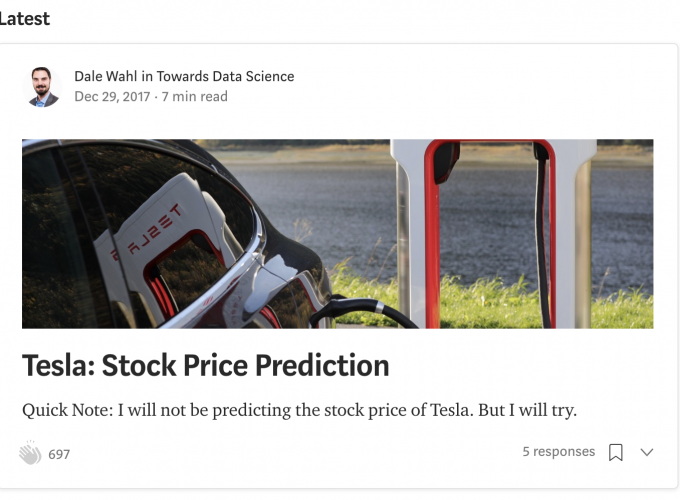 Latest
Dale Wahl in Towards Data Science
Dec 29, 2017 · 7 min read
TESLA
Tesla: Stock Price Prediction
Quick Note: I will not be predicting the stock price of Tesla. But I will try.
697
5 responses